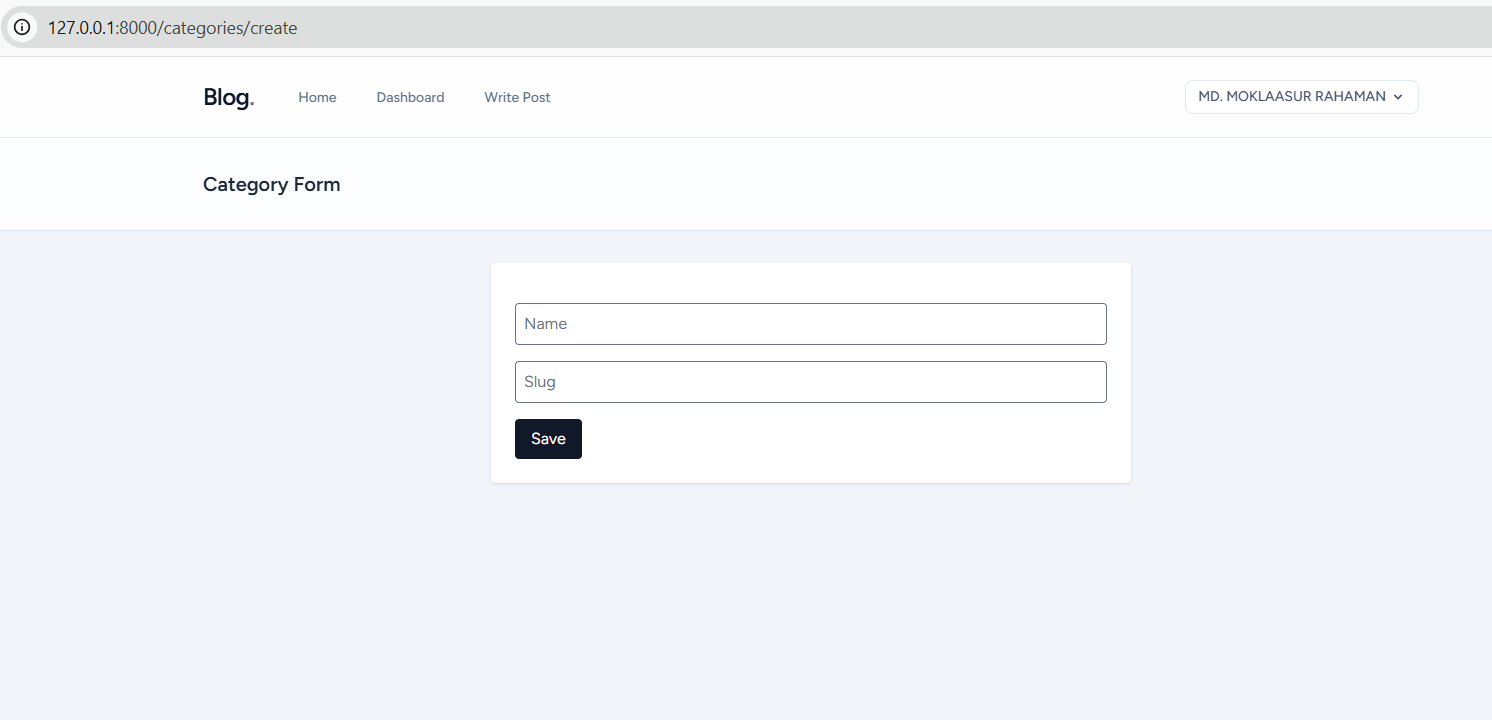 127.0.0.1:8000/categories/create
Blog. Home Dashboard Write Post MD. MOKLAASUR RAHAMAN
Category Form
Name
Slug
Save